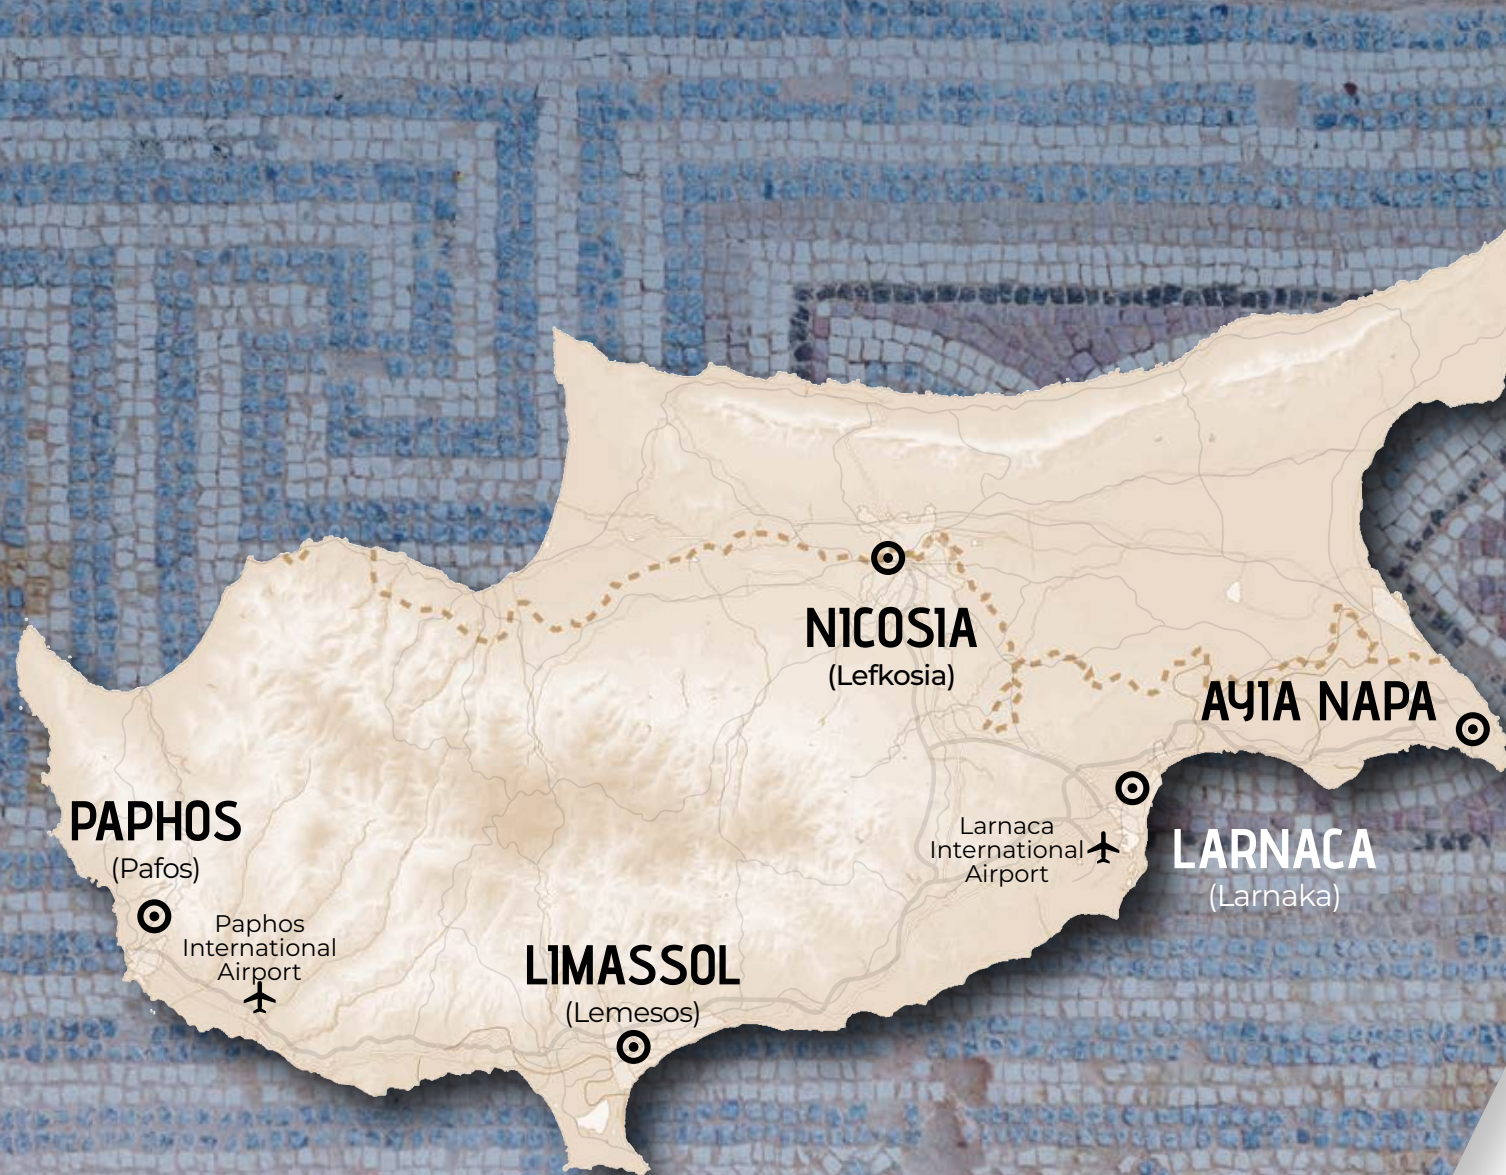 NICOSIA
(Lefkosia)
AYIA NAPA
PAPHOS
(Pafos)
Larnaca
International
Airport
LARNACA
(Larnaka)
Paphos
International
Airport
LIMASSOL
(Lemesos)